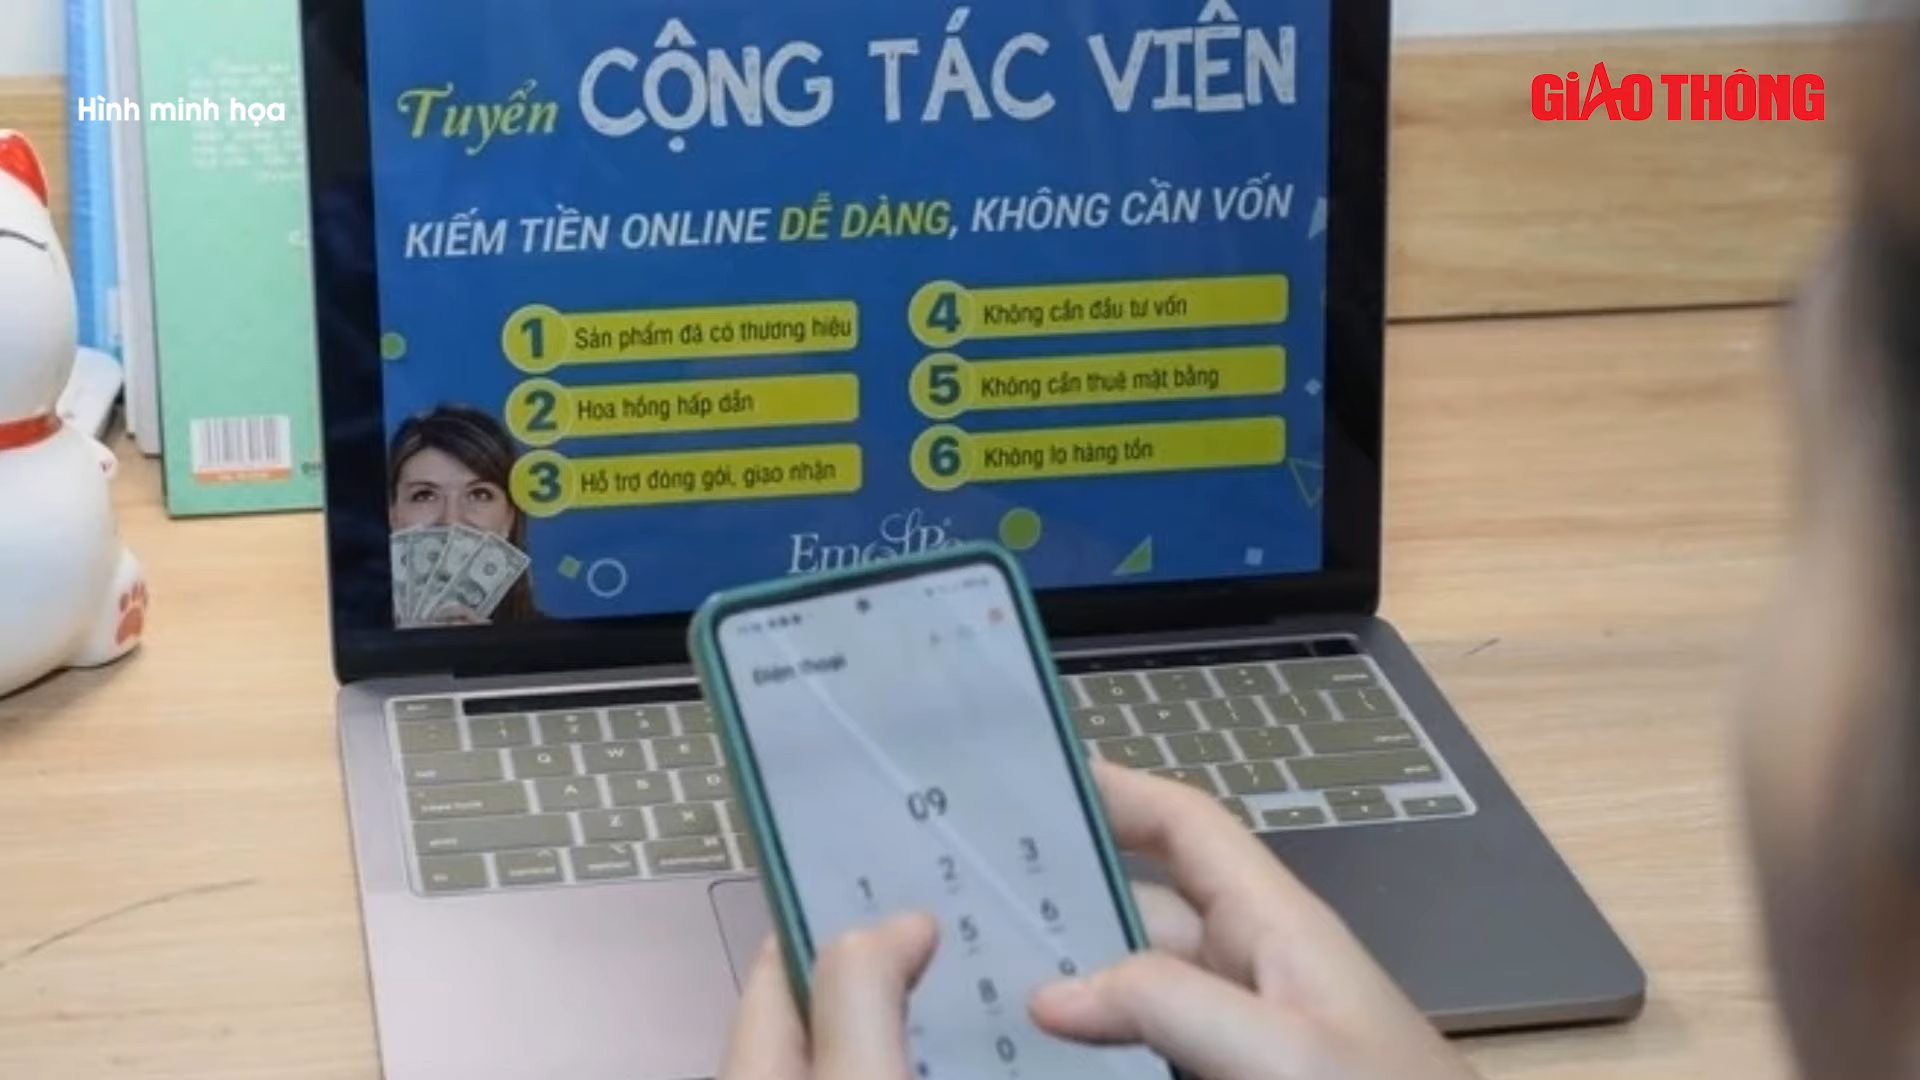 Hình minh họa
GIAO THÔNG
Tuyển CỘNG TÁC VIÊN
KIẾM TIỀN ONLINE DỄ DÀNG, KHÔNG CẦN VỐN
1 Sản phẩm đã có thương hiệu
2 Hoa hồng hấp dẫn
3 Hỗ trợ đóng gói, giao nhận
4 Không cần đầu tư vốn
5 Không cần thuê mặt bằng
6 Không lo hàng tồn
Điện thoại
09
1 2 3
5 6
8 9
0
Q W E
A S D
Z X
O P
L